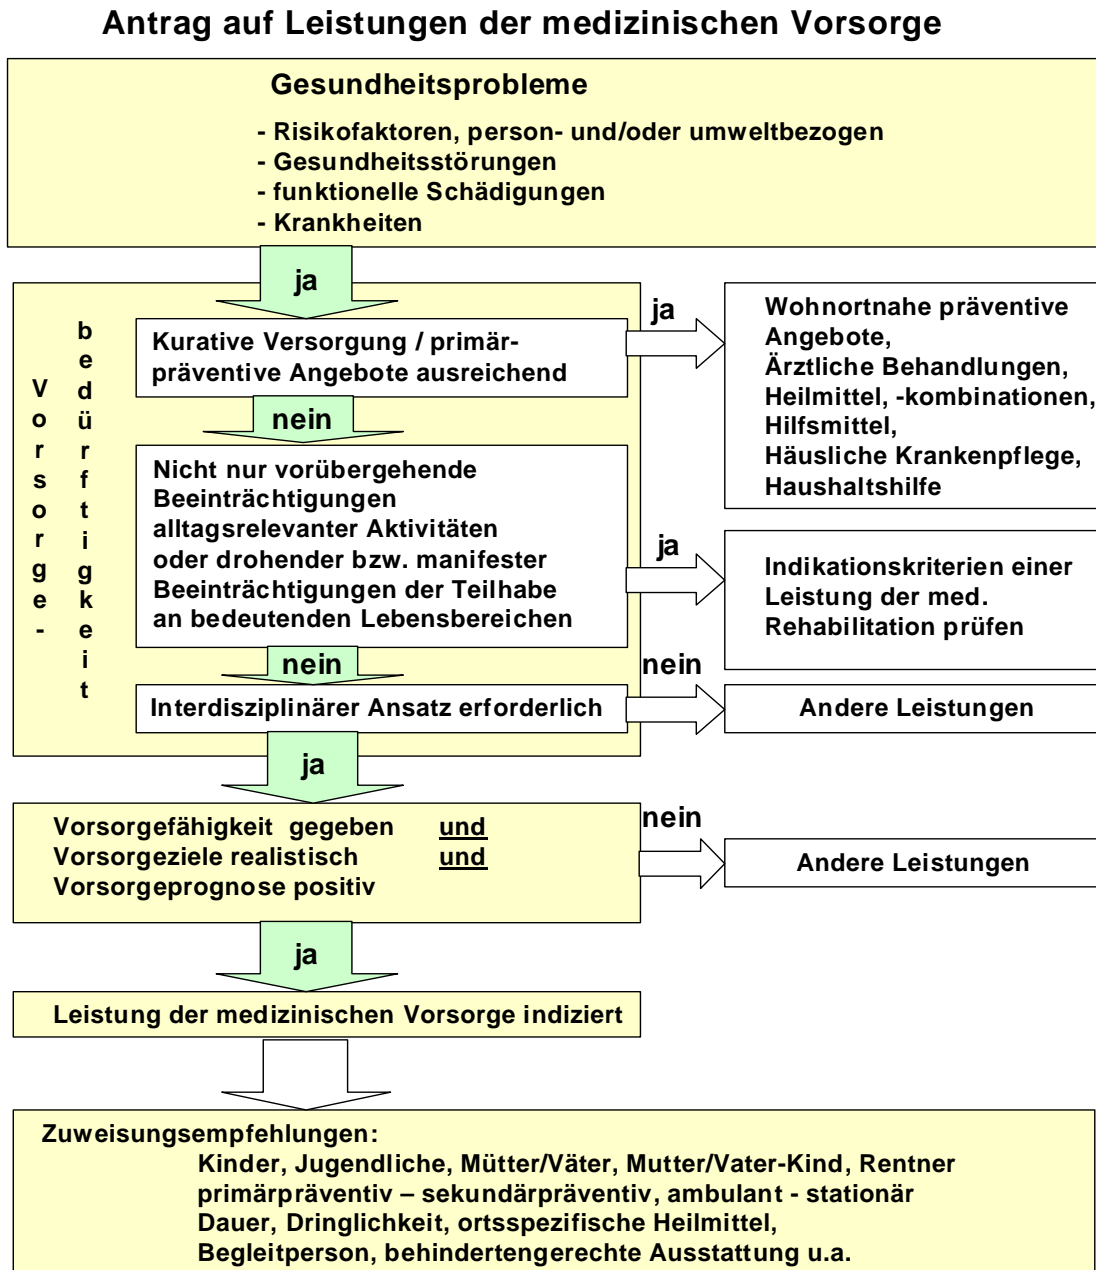 Antrag auf Leistungen der medizinischen Vorsorge
Gesundheitsprobleme
- Risikofaktoren, person- und/oder umweltbezogen
- Gesundheitsstörungen
- funktionelle Schädigungen
- Krankheiten
ja
Vorsorge-
bedürftigkeit
Kurative Versorgung / primär-
präventive Angebote ausreichend
ja
Wohnortnahe präventive
Angebote,
Ärztliche Behandlungen,
Heilmittel, -kombinationen,
Hilfsmittel,
Häusliche Krankenpflege,
Haushaltshilfe
nein
Nicht nur vorübergehende
Beeinträchtigungen
alltagsrelevanter Aktivitäten
oder drohender bzw. manifester
Beeinträchtigungen der Teilhabe
an bedeutenden Lebensbereichen
ja
Indikationskriterien einer
Leistung der med.
Rehabilitation prüfen
nein
Interdisziplinärer Ansatz erforderlich
nein
Andere Leistungen
ja
Vorsorgefähigkeit gegeben und
Vorsorgeziele realistisch und
Vorsorgeprognose positiv
nein
Andere Leistungen
ja
Leistung der medizinischen Vorsorge indiziert
Zuweisungsempfehlungen:
Kinder, Jugendliche, Mütter/Väter, Mutter/Vater-Kind, Rentner
primärpräventiv – sekundärpräventiv, ambulant - stationär
Dauer, Dringlichkeit, ortsspezifische Heilmittel,
Begleitperson, behindertengerechte Ausstattung u.a.